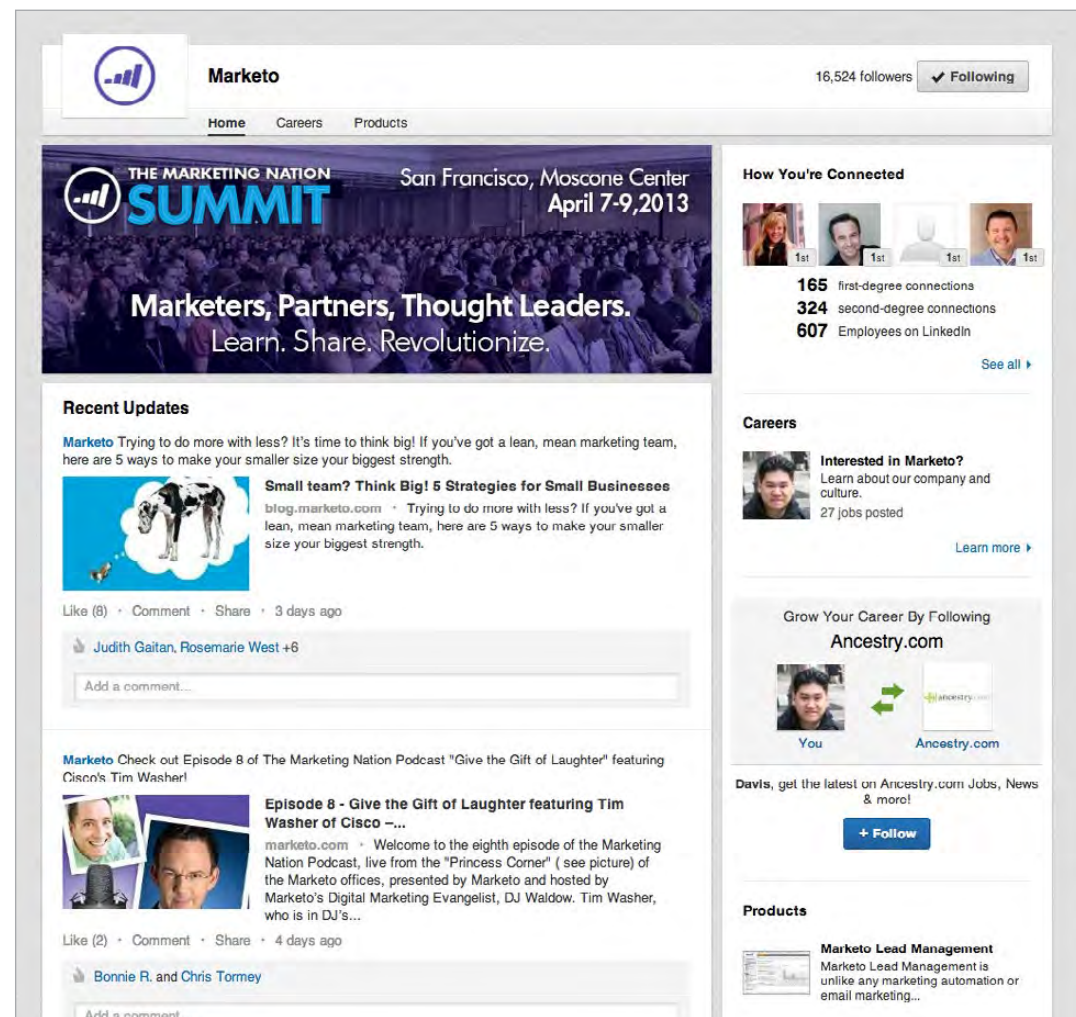 Marketo
16,524 followers
✔ Following
Home Careers Products
THE MARKETING NATION
SUMMIT
San Francisco, Moscone Center
April 7-9,2013
Marketers, Partners, Thought Leaders.
Learn. Share. Revolutionize.
Recent Updates
Marketo Trying to do more with less? It's time to think big! If you've got a lean, mean marketing team,
here are 5 ways to make your smaller size your biggest strength.
Small team? Think Big! 5 Strategies for Small Businesses
blog.marketo.com · Trying to do more with less? If you've got a
lean, mean marketing team, here are 5 ways to make your smaller
size your biggest strength.
Like (8) · Comment · Share · 3 days ago
Judith Gaitan, Rosemarie West +6
Add a comment...
Marketo Check out Episode 8 of The Marketing Nation Podcast "Give the Gift of Laughter" featuring
Cisco's Tim Washer!
Episode 8 - Give the Gift of Laughter featuring Tim
Washer of Cisco –...
marketo.com · Welcome to the eighth episode of the Marketing
Nation Podcast, live from the "Princess Corner" ( see picture) of
the Marketo offices, presented by Marketo and hosted by
Marketo's Digital Marketing Evangelist, DJ Waldow. Tim Washer,
who is in DJ's...
Like (2) · Comment · Share · 4 days ago
Bonnie R. and Chris Tormey
Add a comment
How You're Connected
1st 1st 1st 1st
165 first-degree connections
324 second-degree connections
607 Employees on LinkedIn
See all
Careers
Interested in Marketo?
Learn about our company and
culture.
27 jobs posted
Learn more
Grow Your Career By Following
Ancestry.com
ancestry.com
You Ancestry.com
Davis, get the latest on Ancestry.com Jobs, News
& more!
+ Follow
Products
Marketo Lead Management
Marketo Lead Management is
unlike any marketing automation or
email marketing...